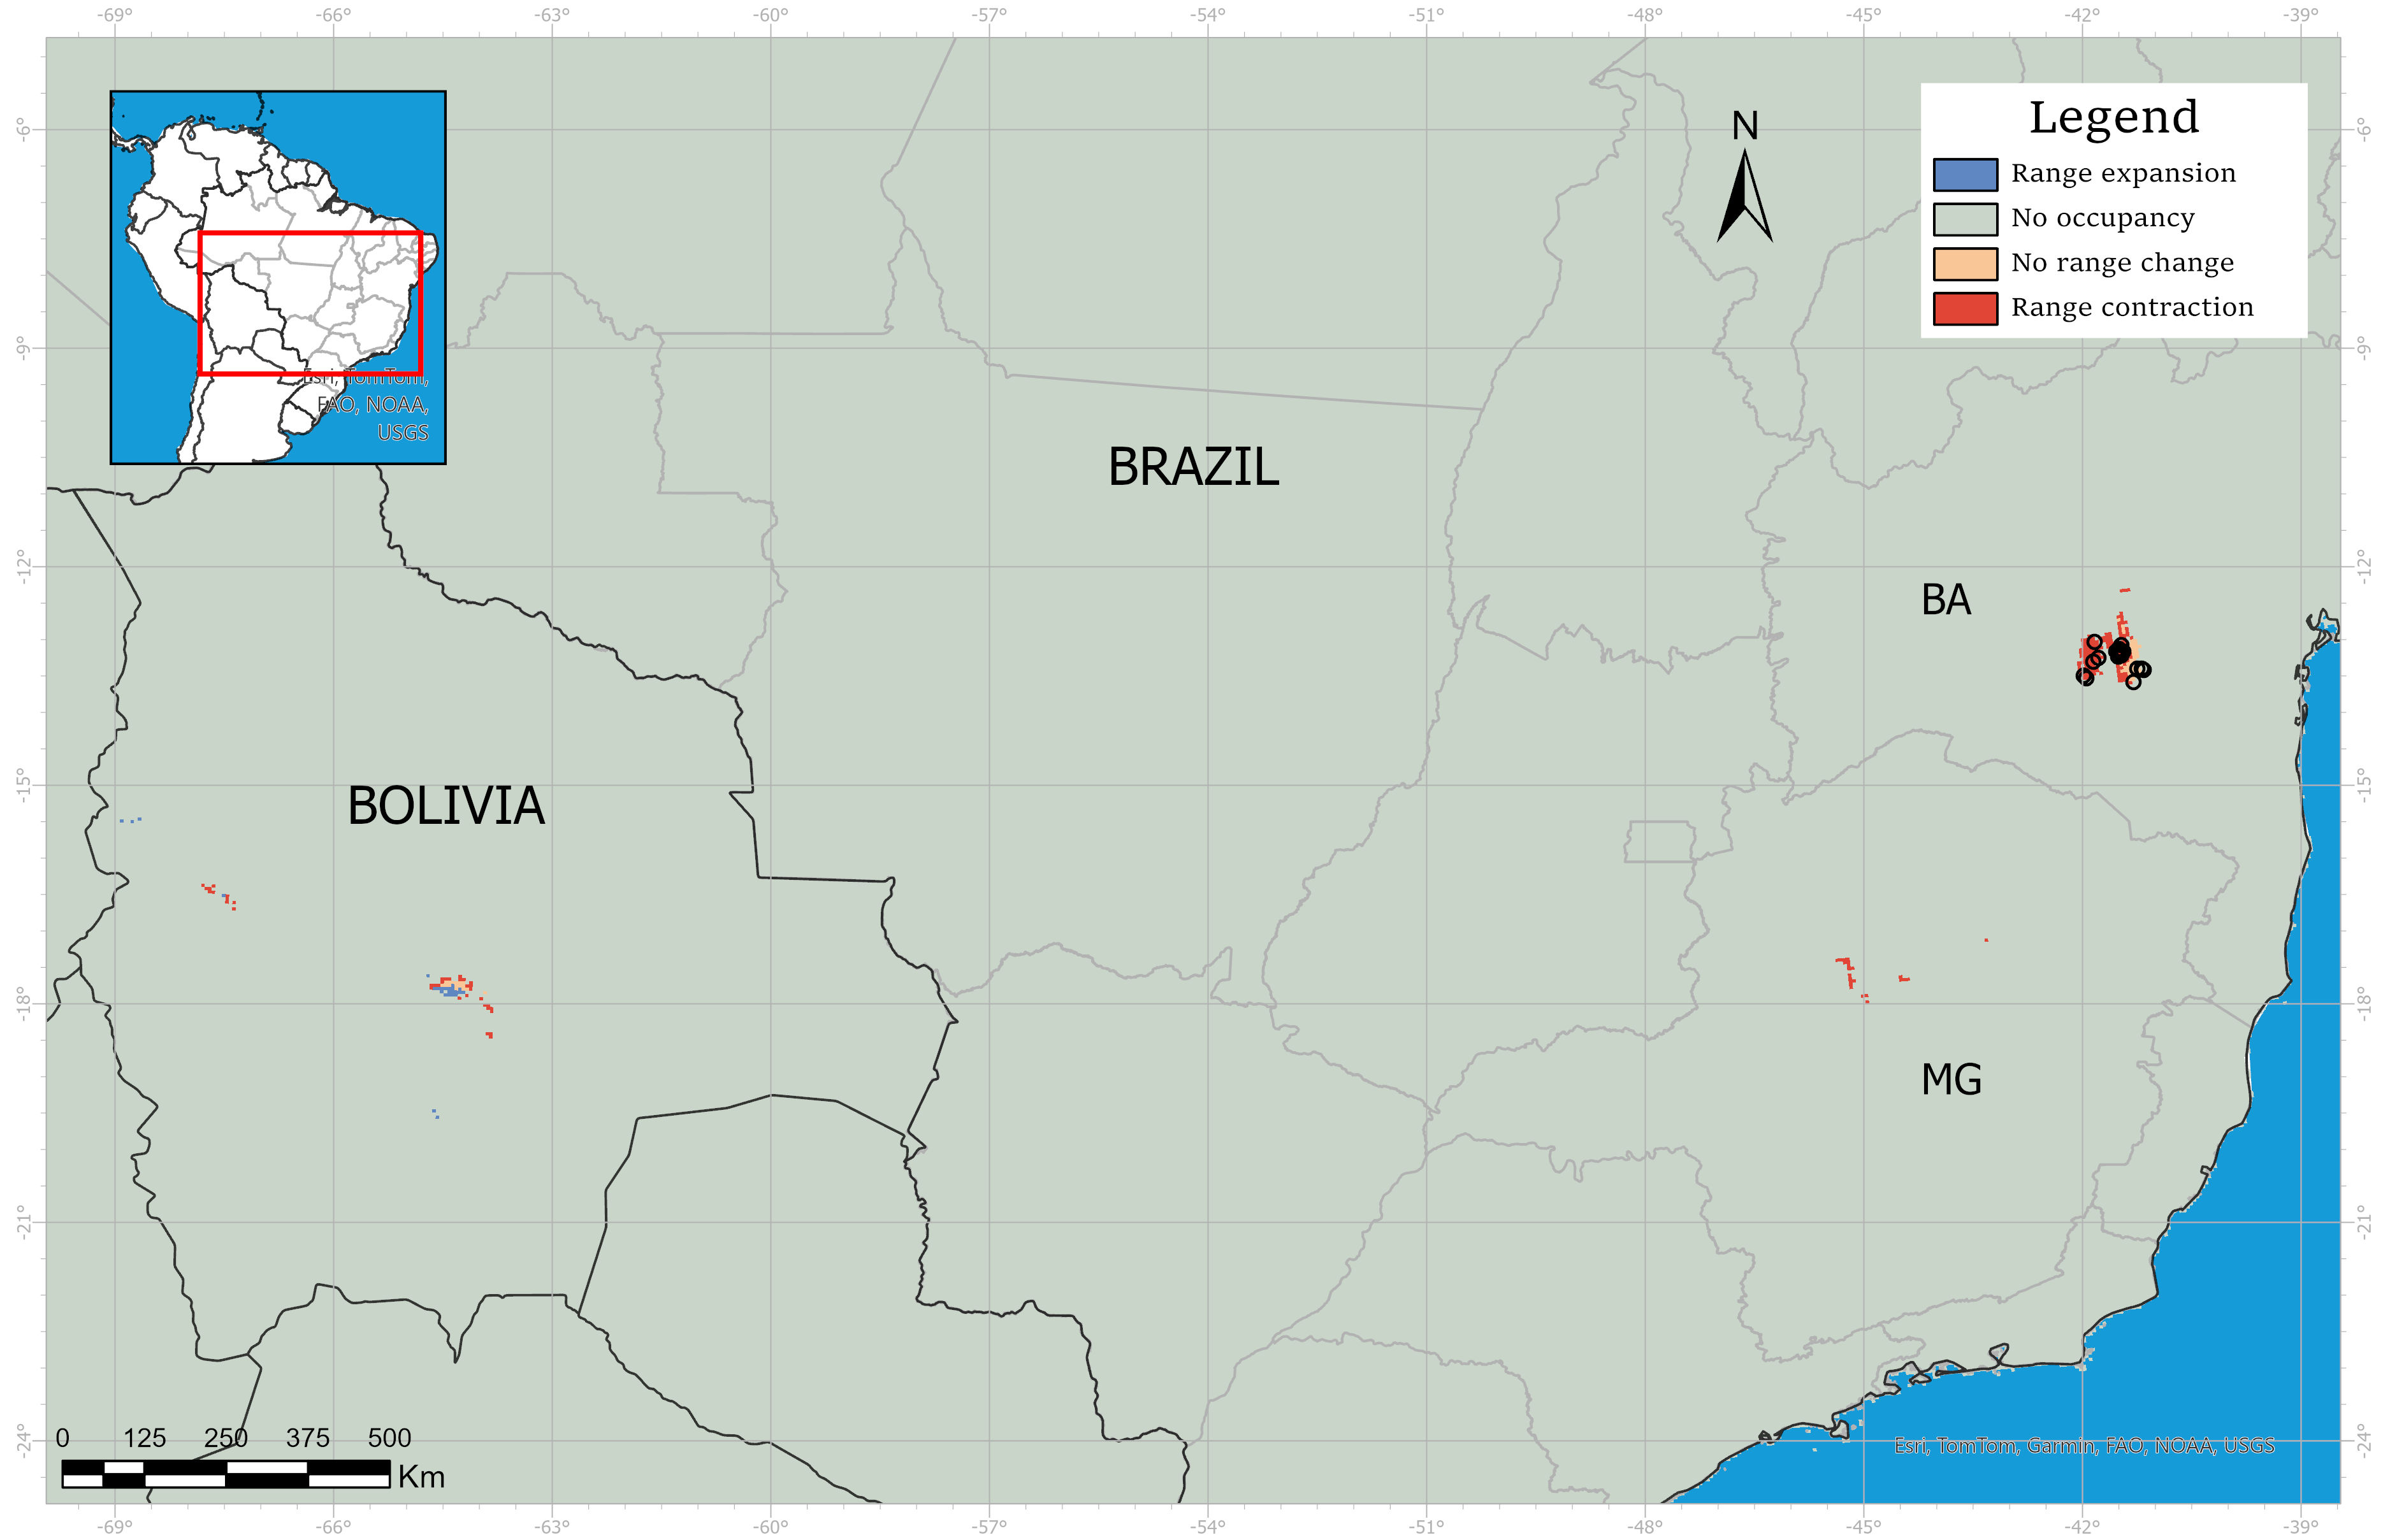 -69° -66° -63° -60° -57° -54° -51° -48° -45° -42° -39°
Legend
Range expansion
No occupancy
No range change
Range contraction
N
-6° -6°
-9° -9°
Esri, TomTom,
FAO, NOAA,
USGS
BRAZIL
-12° -12°
BA
BOLIVIA
-15° -15°
-18° -18°
MG
-21° -21°
-24° -24°
0 125 250 375 500
Km
Esri, TomTom, Garmin, FAO, NOAA, USGS
-69° -66° -63° -60° -57° -54° -51° -48° -45° -42° -39°